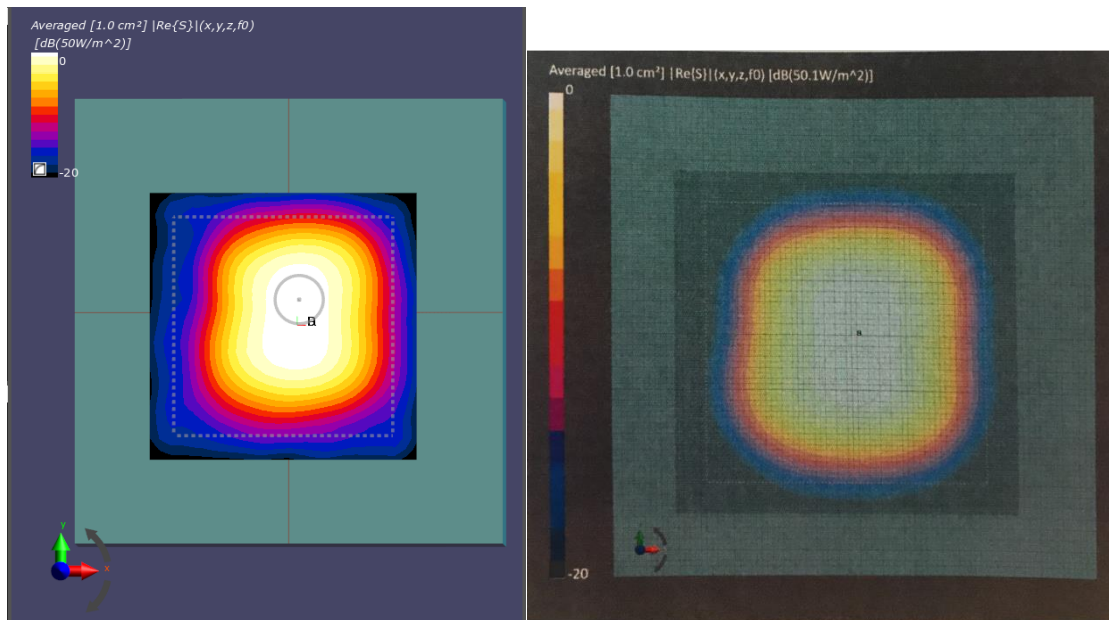 Averaged [1.0 cm²] |Re{S}|(x,y,z,f0)
[dB(50W/m^2)]
0
-20
y
x
Averaged [1.0 cm²] |Re{S}|(x,y,z,f0) [dB(50.1W/m^2)]
0
-20